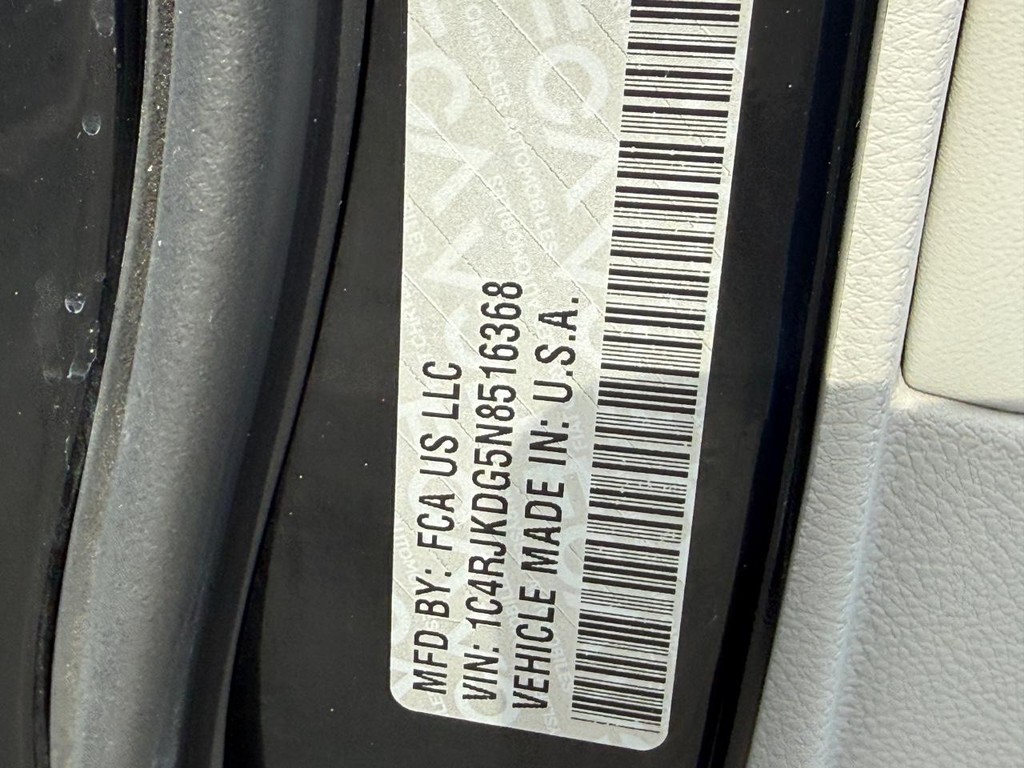 MFD BY: FCA US LLC
VIN: 1C4RJKDG5N8516368
VEHICLE MADE IN: U.S.A.